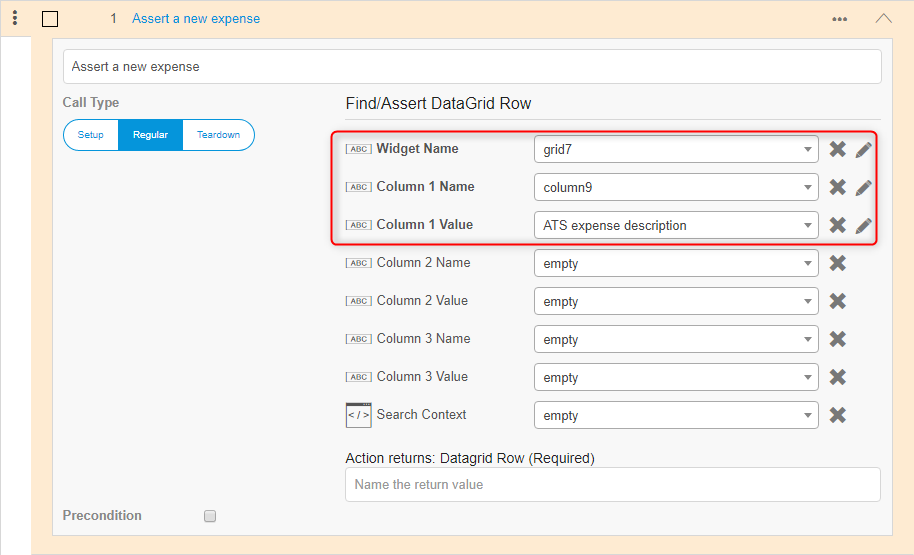 1 Assert a new expense •••
Assert a new expense
Call Type
Setup Regular Teardown
Find/Assert DataGrid Row
ABC Widget Name grid7
ABC Column 1 Name column9
ABC Column 1 Value ATS expense description
ABC Column 2 Name empty
ABC Column 2 Value empty
ABC Column 3 Name empty
ABC Column 3 Value empty
</> Search Context empty
Action returns: Datagrid Row (Required)
Name the return value
Precondition